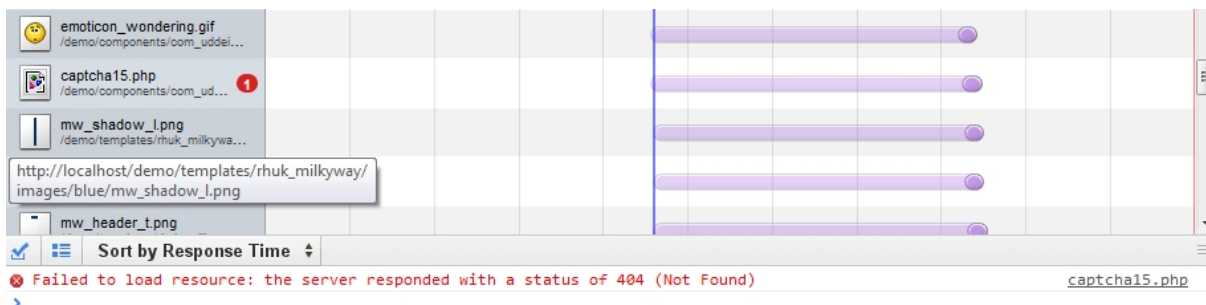 emoticon_wondering.gif
/demo/components/com_uddei...
captcha15.php
/demo/components/com_ud...
1
mw_shadow_l.png
/demo/templates/rhuk_milkywa...
http://localhost/demo/templates/rhuk_milkyway/
images/blue/mw_shadow_l.png
mw_header_t.png
Sort by Response Time
Failed to load resource: the server responded with a status of 404 (Not Found)
captcha15.php